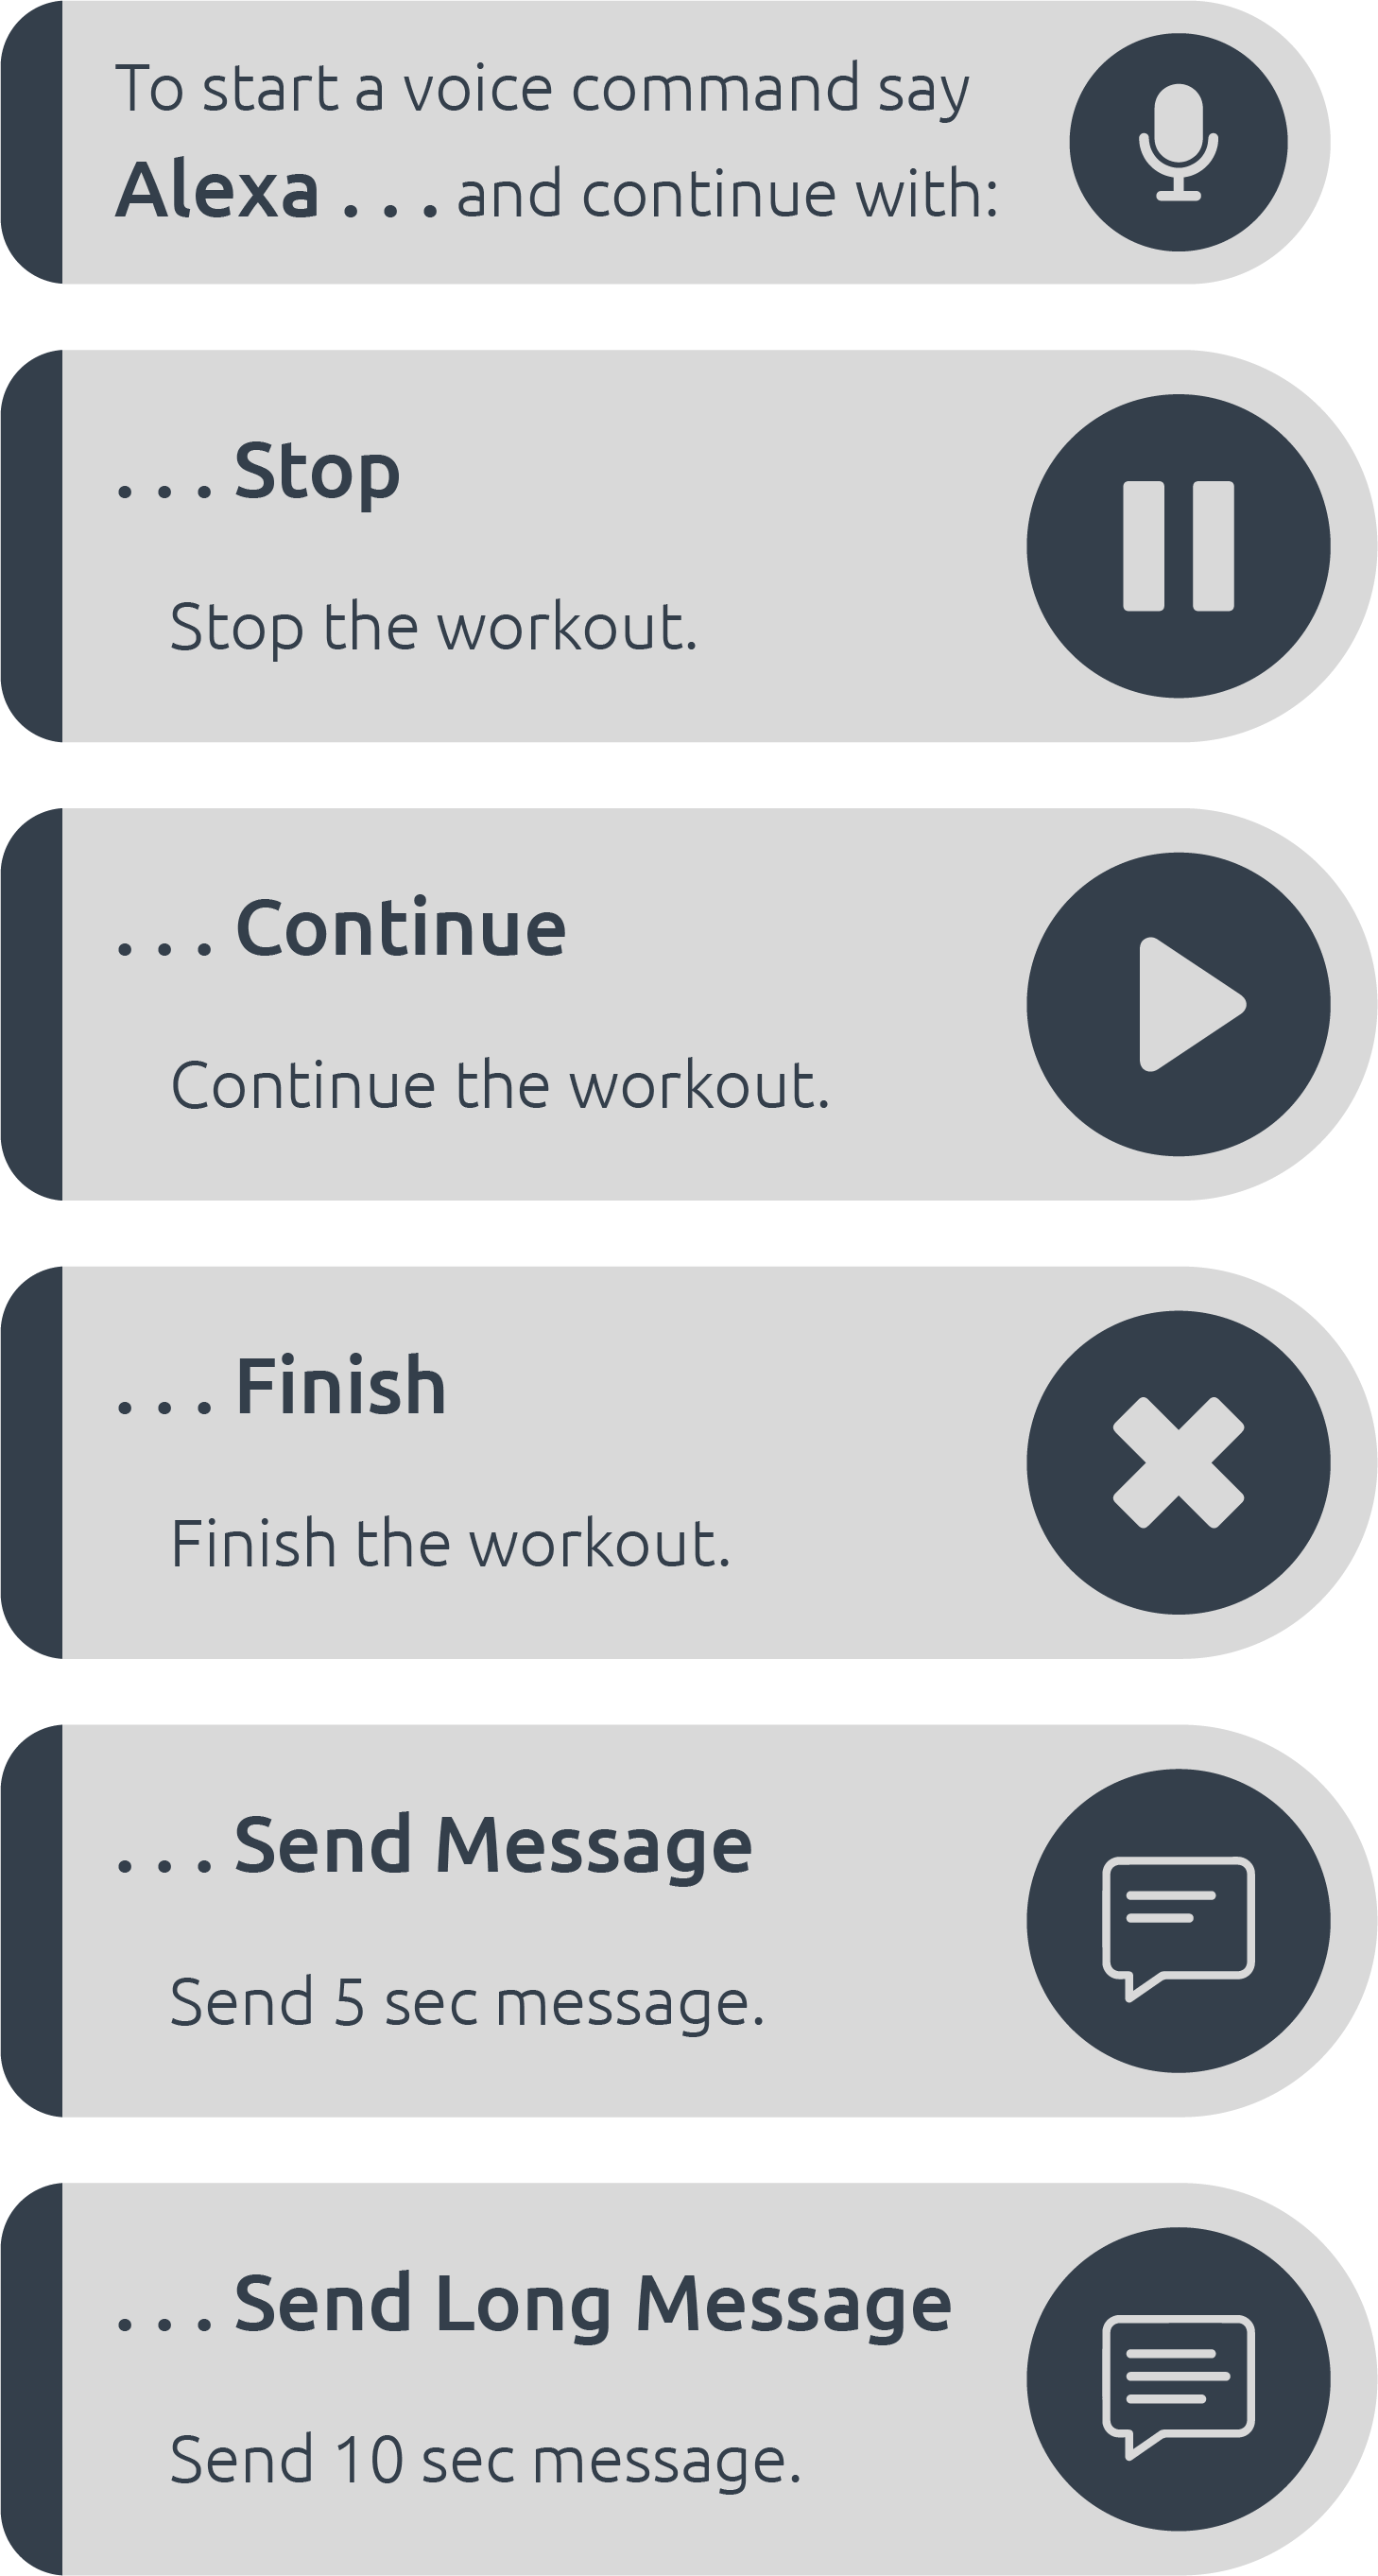 To start a voice command say
Alexa . . . and continue with:
. . . Stop
Stop the workout.
. . . Continue
Continue the workout.
. . . Finish
Finish the workout.
. . . Send Message
Send 5 sec message.
. . . Send Long Message
Send 10 sec message.